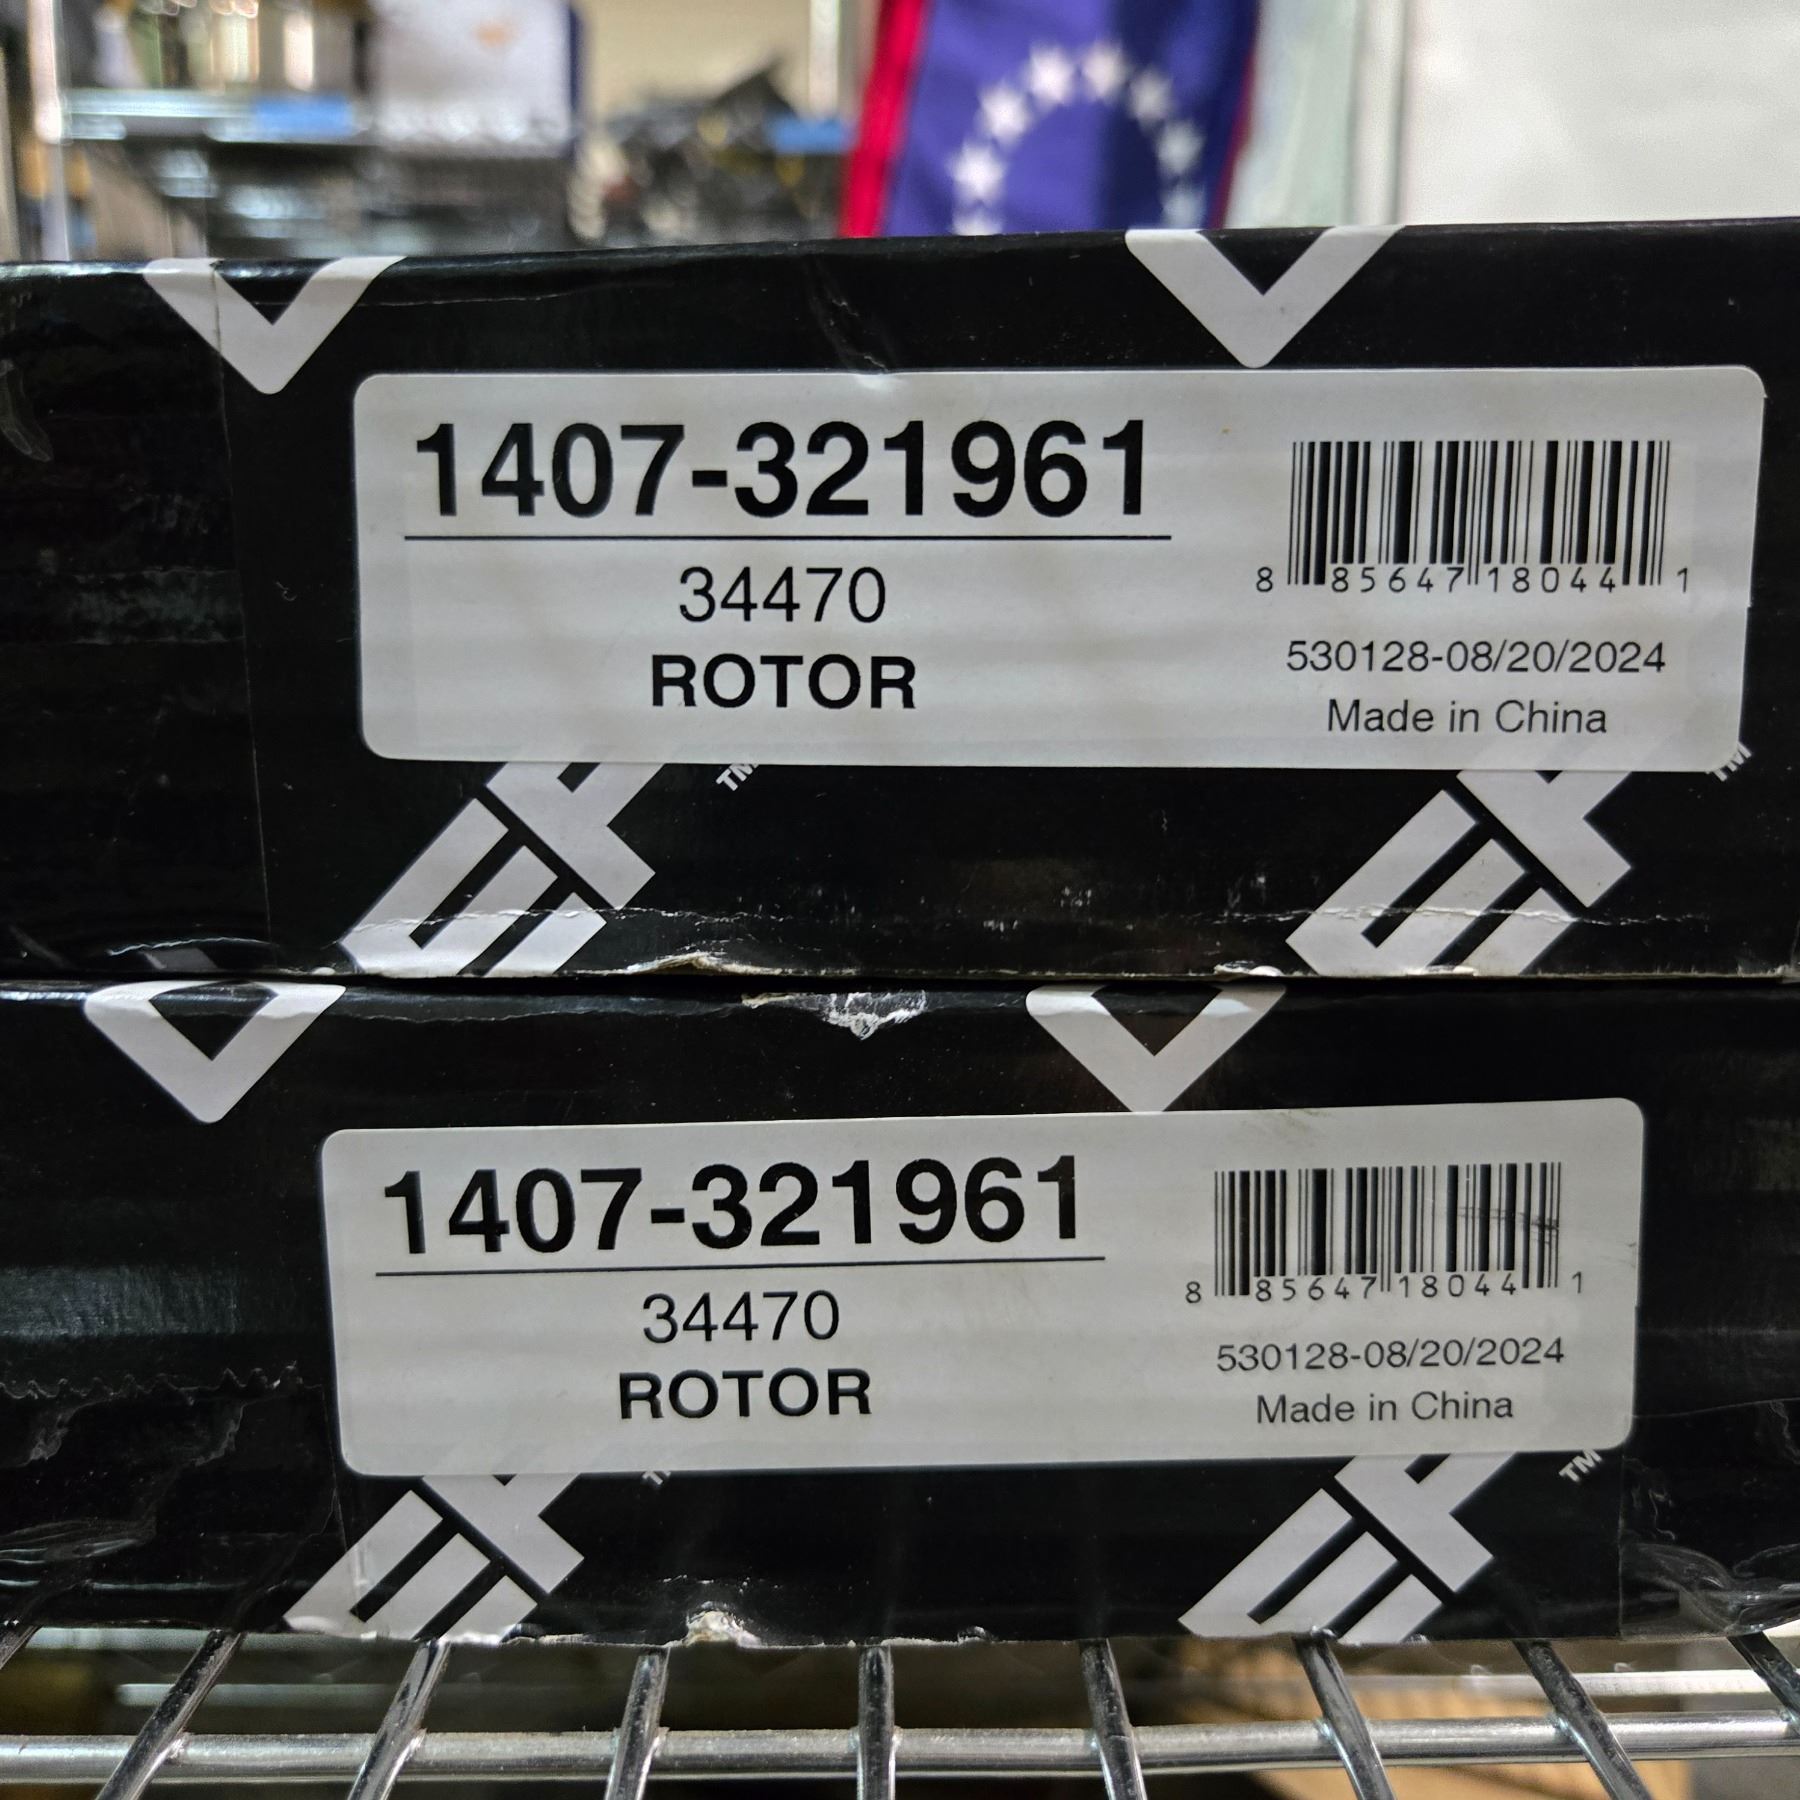 1407-321961
34470
ROTOR
8 85647 18044 1
530128-08/20/2024
Made in China
TM
TM
1407-321961
34470
ROTOR
8 85647 18044 1
530128-08/20/2024
Made in China
TM